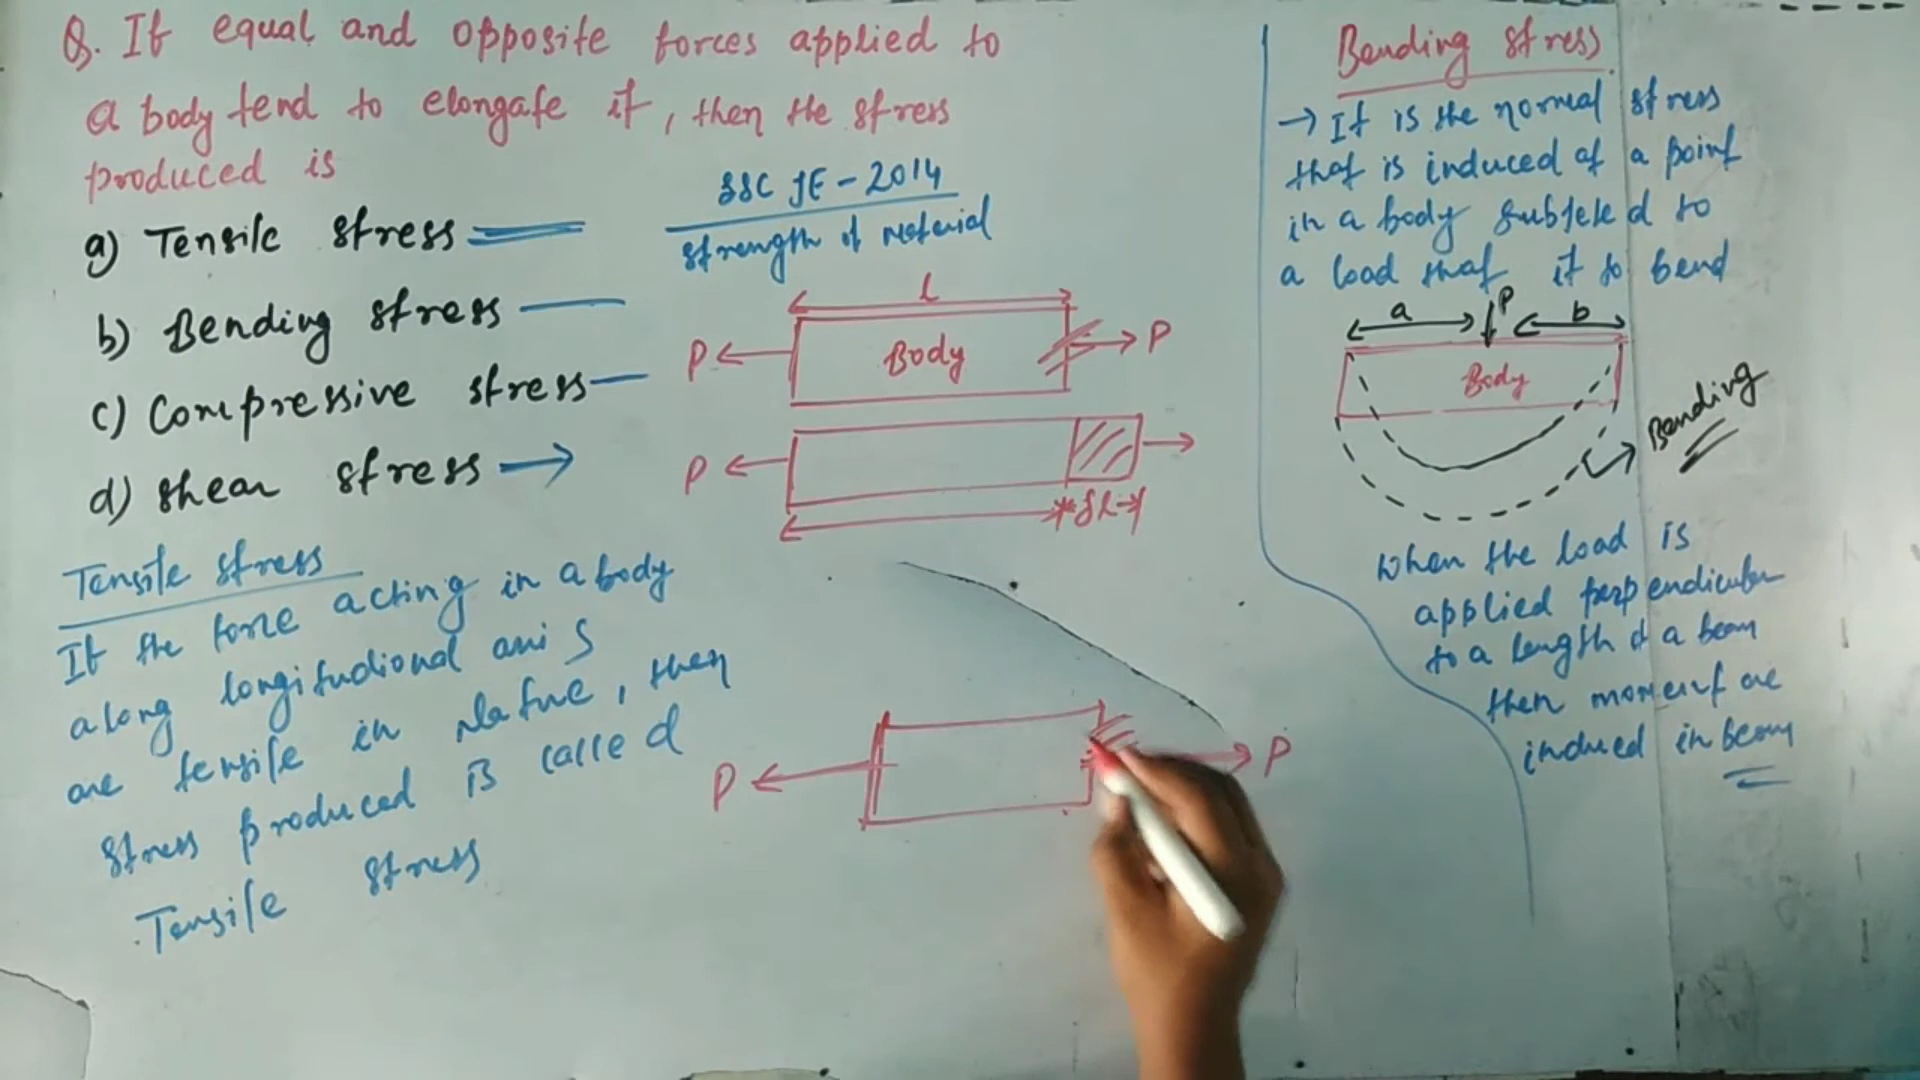 Q. If equal and opposite forces applied to
a body tend to elongate it, then the stress
produced is
SSC JE - 2014
Strength of Material
a) Tensile stress
b) Bending stress
c) Compressive stress
d) shear stress
l
P
Body
P
P
δl
Tensile stress
If the force acting in a body
along longitudional axis
are tensile in nature, then
stress produced is called
Tensile stress
P
P
Bending stress
→ It is the normal stress
that is induced at a point
in a body subjeked to
a load that it to bend
a
P
b
Body
Bending
When the load is
applied perpendicular
to a length of a beam
then moment are
induced in beam